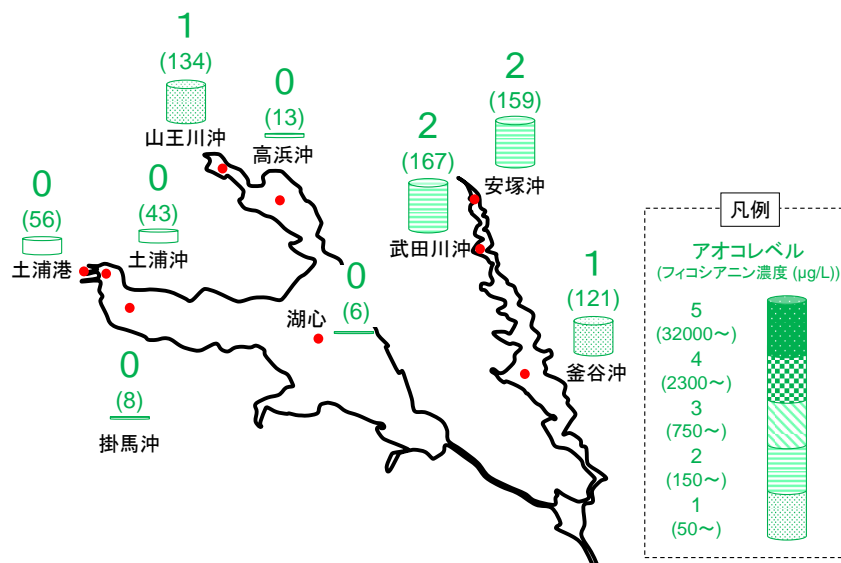 1
(134)
山王川沖
0
(13)
高浜沖
2
(159)
安塚沖
2
(167)
武田川沖
0
(56)
土浦港
0
(43)
土浦沖
0
(6)
湖心
1
(121)
釜谷沖
0
(8)
掛馬沖
凡例
アオコレベル
(フィコシアニン濃度 (μg/L))
5
(32000～)
4
(2300～)
3
(750～)
2
(150～)
1
(50～)